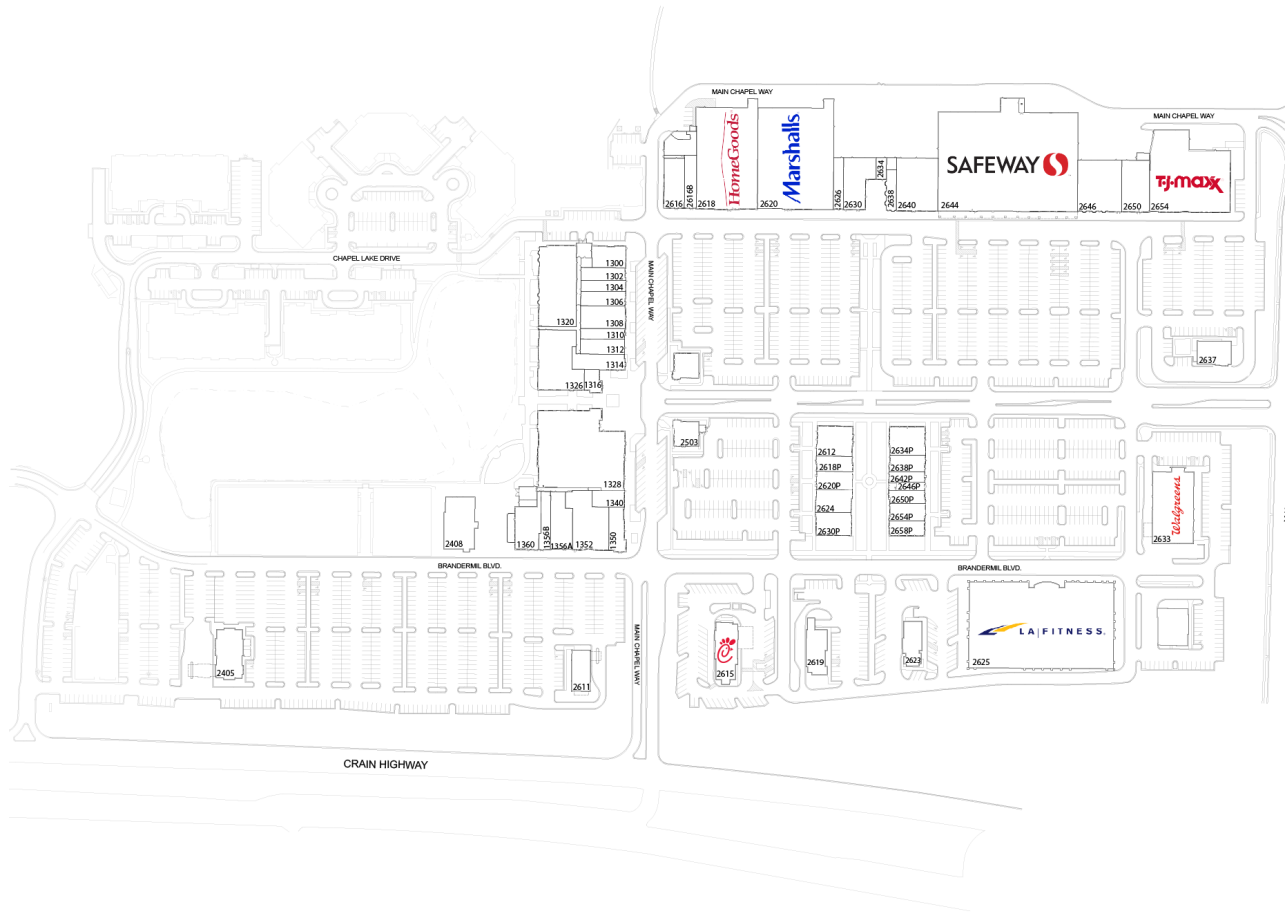 MAIN CHAPEL WAY
MAIN CHAPEL WAY
HomeGoods
Marshalls
SAFEWAY
T·J·maxx
2634
2616
2616B
2618
2620
2626
2630
2638
2640
2644
2646
2650
2654
CHAPEL LAKE DRIVE
MAIN CHAPEL WAY
1300
1302
1304
1306
1308
1310
1312
1314
1320
1326
1316
2637
2503
2612
2618P
2620P
2624
2630P
2634P
2638P
2642P
2646P
2650P
2654P
2658P
Walgreens
2633
1328
1340
2408
1360
1356B
1356A
1352
1350
BRANDERMIL BLVD.
BRANDERMIL BLVD.
MAIN CHAPEL WAY
2405
2611
2615
2619
2623
LA|FITNESS.
2625
CRAIN HIGHWAY